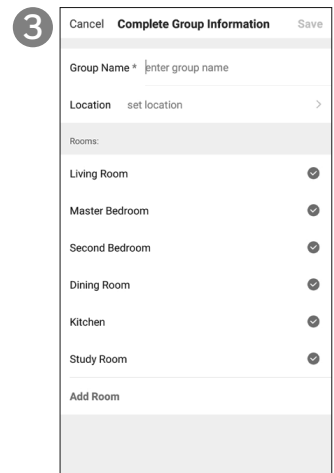 3
Cancel Complete Group Information Save
Group Name * enter group name
Location set location >
Rooms:
Living Room
Master Bedroom
Second Bedroom
Dining Room
Kitchen
Study Room
Add Room